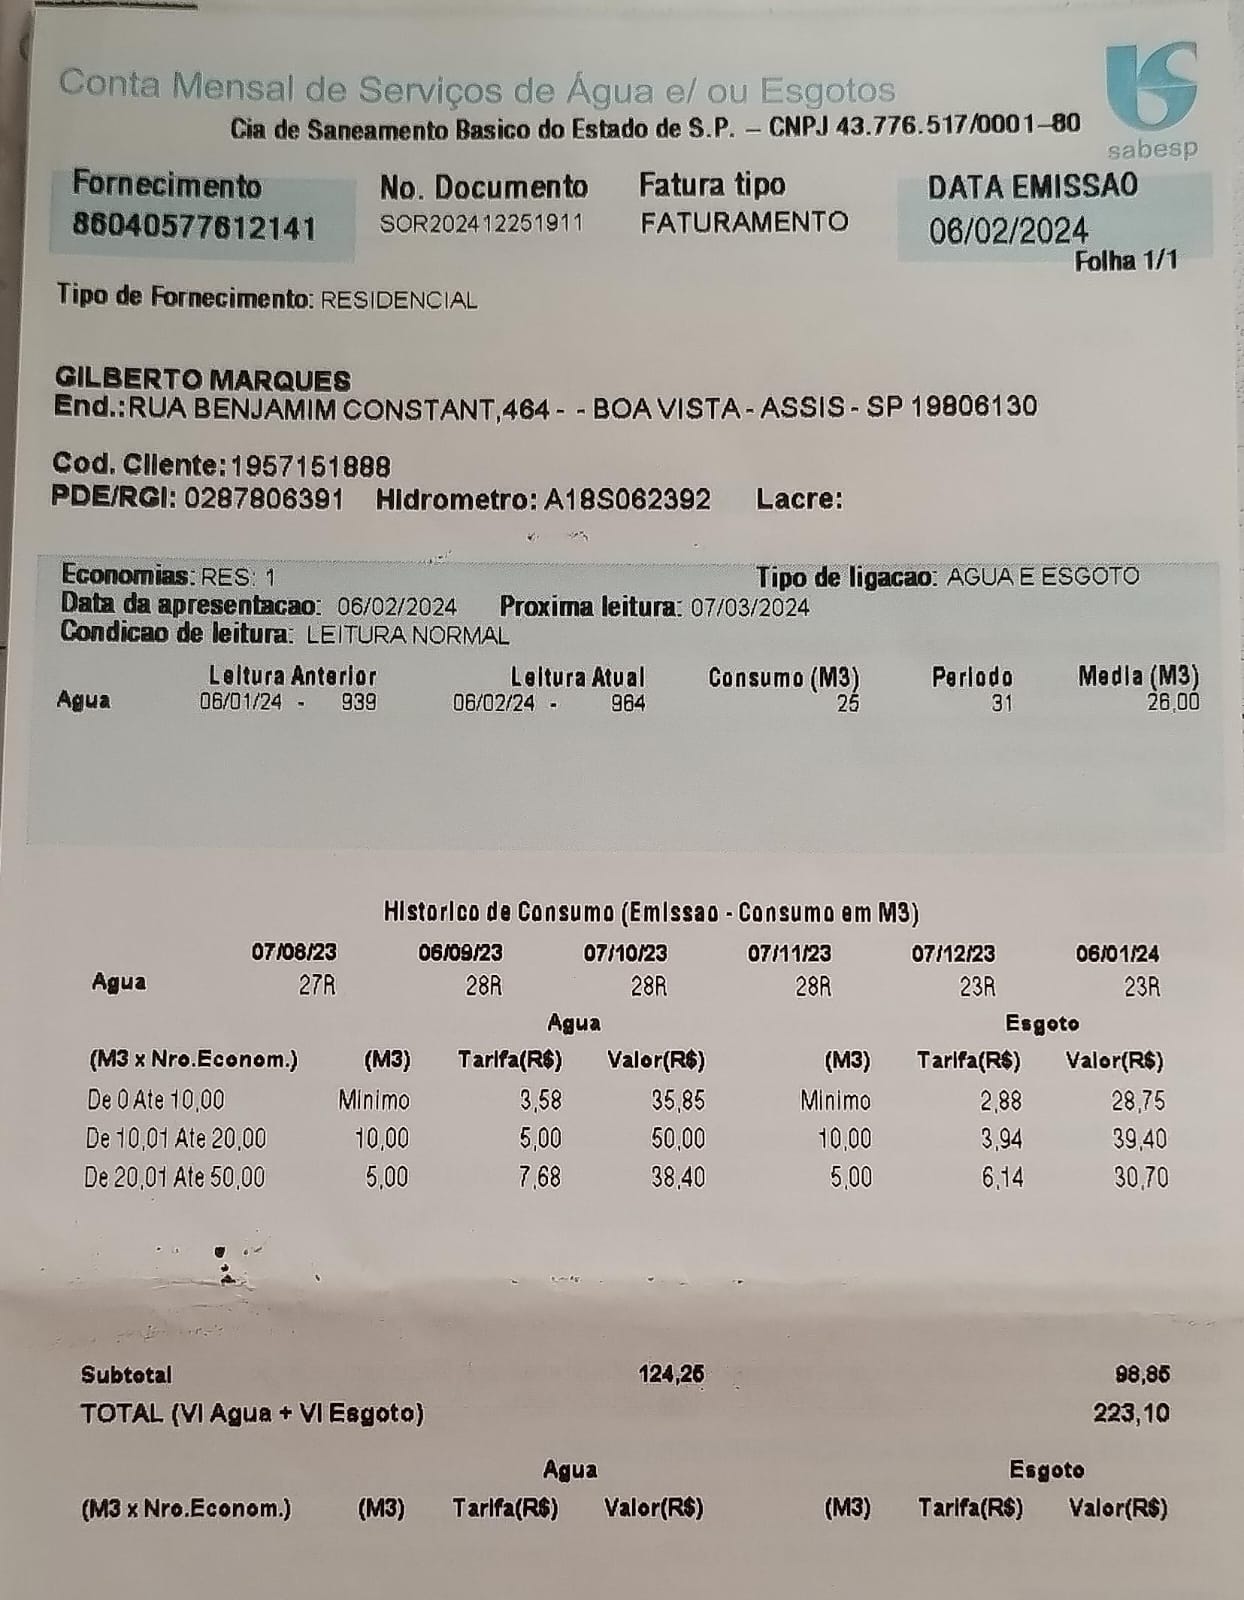 Conta Mensal de Serviços de Água e/ ou Esgotos
Cia de Saneamento Basico do Estado de S.P. – CNPJ 43.776.517/0001–80
sabesp
Fornecimento No. Documento Fatura tipo DATA EMISSAO
86040577612141 SOR202412251911 FATURAMENTO 06/02/2024
Folha 1/1
Tipo de Fornecimento: RESIDENCIAL
GILBERTO MARQUES
End.:RUA BENJAMIM CONSTANT,464 - - BOA VISTA - ASSIS - SP 19806130
Cod. Cliente:1957151888
PDE/RGI: 0287806391 Hidrometro: A18S062392 Lacre:
Economias: RES: 1 Tipo de ligacao: AGUA E ESGOTO
Data da apresentacao: 06/02/2024 Proxima leitura: 07/03/2024
Condicao de leitura: LEITURA NORMAL
Leitura Anterior Leitura Atual Consumo (M3) Periodo Media (M3)
Agua 06/01/24 - 939 06/02/24 - 964 25 31 26,00
Historico de Consumo (Emissao - Consumo em M3)
07/08/23 06/09/23 07/10/23 07/11/23 07/12/23 06/01/24
Agua 27R 28R 28R 28R 23R 23R
Agua Esgoto
(M3 x Nro.Econom.) (M3) Tarifa(R$) Valor(R$) (M3) Tarifa(R$) Valor(R$)
De 0 Ate 10,00 Minimo 3,58 35,85 Minimo 2,88 28,75
De 10,01 Ate 20,00 10,00 5,00 50,00 10,00 3,94 39,40
De 20,01 Ate 50,00 5,00 7,68 38,40 5,00 6,14 30,70
Subtotal 124,25 98,85
TOTAL (Vl Agua + Vl Esgoto) 223,10
Agua Esgoto
(M3 x Nro.Econom.) (M3) Tarifa(R$) Valor(R$) (M3) Tarifa(R$) Valor(R$)